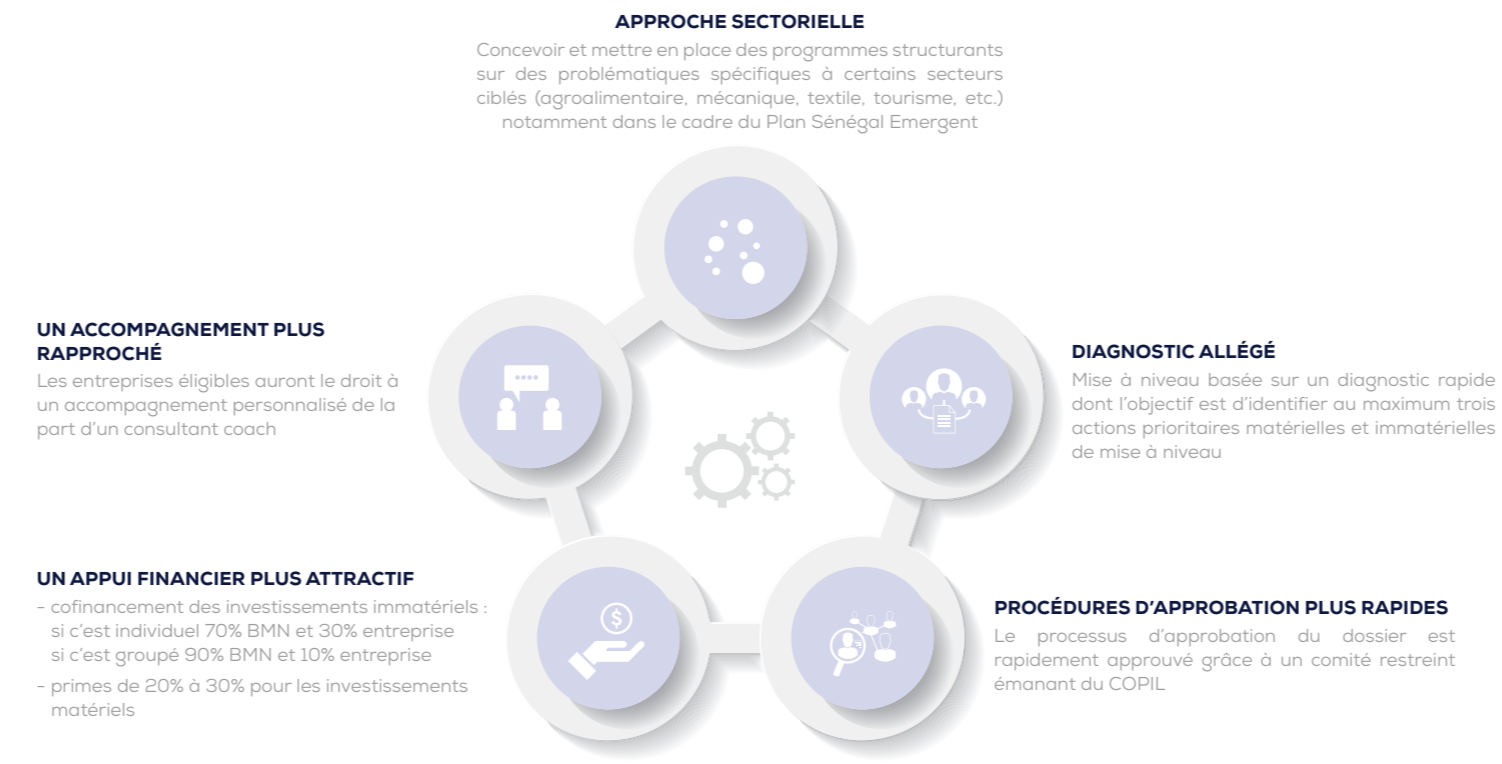 APPROCHE SECTORIELLE
Concevoir et mettre en place des programmes structurants
sur des problématiques spécifiques à certains secteurs
ciblés (agroalimentaire, mécanique, textile, tourisme, etc.)
notamment dans le cadre du Plan Sénégal Emergent
UN ACCOMPAGNEMENT PLUS
RAPPROCHÉ
Les entreprises éligibles auront le droit à
un accompagnement personnalisé de la
part d'un consultant coach
DIAGNOSTIC ALLÉGÉ
Mise à niveau basée sur un diagnostic rapide
dont l'objectif est d'identifier au maximum trois
actions prioritaires matérielles et immatérielles
de mise à niveau
UN APPUI FINANCIER PLUS ATTRACTIF
- cofinancement des investissements immatériels :
si c'est individuel 70% BMN et 30% entreprise
si c'est groupé 90% BMN et 10% entreprise
- primes de 20% à 30% pour les investissements
matériels
$
PROCÉDURES D'APPROBATION PLUS RAPIDES
Le processus d'approbation du dossier est
rapidement approuvé grâce à un comité restreint
émanant du COPIL